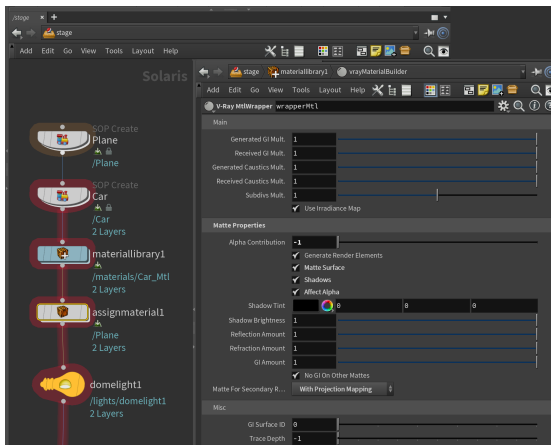 /stage
stage
Add Edit Go View Tools Layout Help
Solaris
SOP Create
Plane
/Plane
SOP Create
Car
/Car
2 Layers
materiallibrary1
/materials/Car_Mtl
2 Layers
assignmaterial1
/Plane
2 Layers
domelight1
/lights/domelight1
2 Layers
stage materiallibrary1 vrayMaterialBuilder
Add Edit Go View Tools Layout Help
V-Ray MtlWrapper wrapperMtl
Main
Generated GI Mult. 1
Received GI Mult. 1
Generated Caustics Mult. 1
Received Caustics Mult. 1
Subdivs Mult. 1
Use Irradiance Map
Matte Properties
Alpha Contribution -1
Generate Render Elements
Matte Surface
Shadows
Affect Alpha
Shadow Tint 0 0 0
Shadow Brightness 1
Reflection Amount 1
Refraction Amount 1
GI Amount 1
No GI On Other Mattes
Matte For Secondary R... With Projection Mapping
Misc
GI Surface ID 0
Trace Depth -1